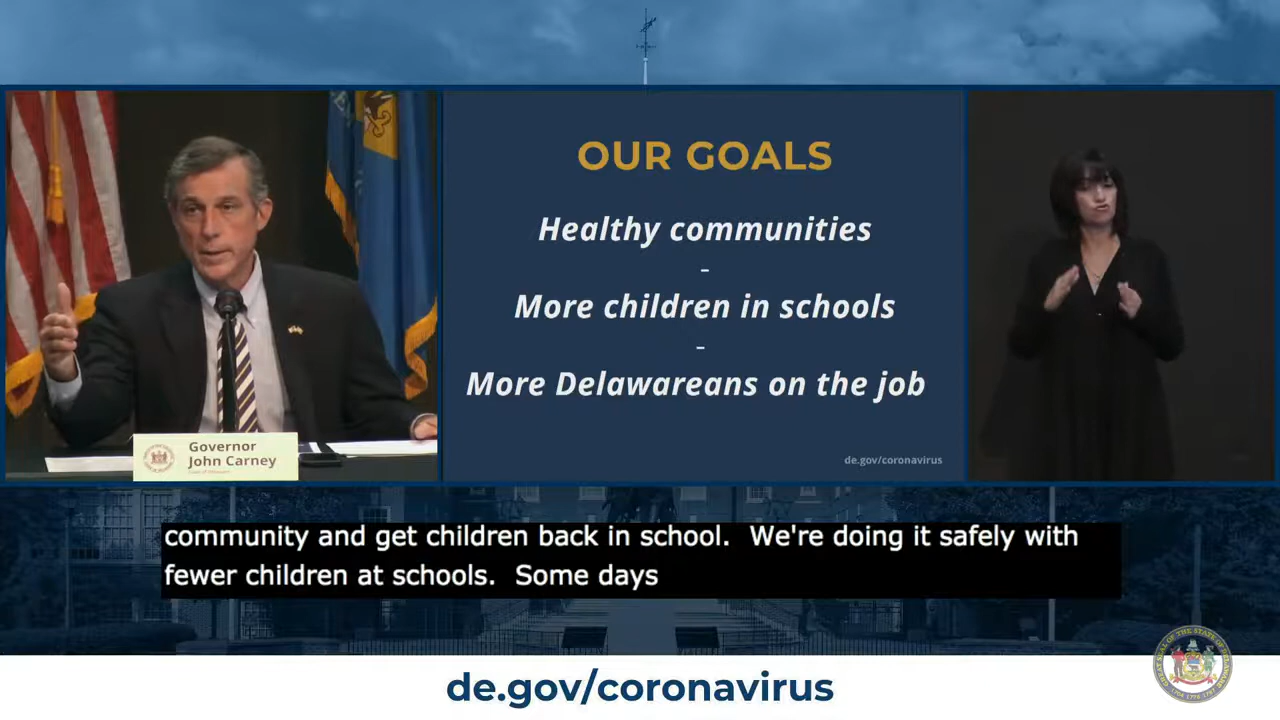 OUR GOALS
Healthy communities
-
More children in schools
-
More Delawareans on the job
de.gov/coronavirus
Governor
John Carney
community and get children back in school.  We're doing it safely with
fewer children at schools.  Some days
de.gov/coronavirus